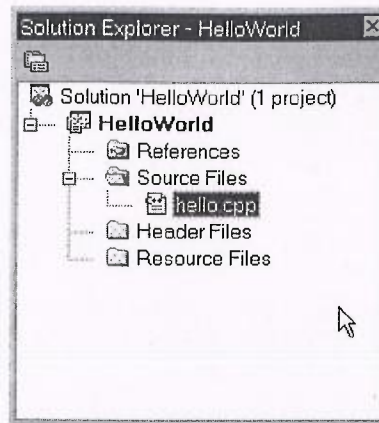 Solution Explorer - HelloWorld
Solution 'HelloWorld' (1 project)
HelloWorld
References
Source Files
hello.cpp
Header Files
Resource Files